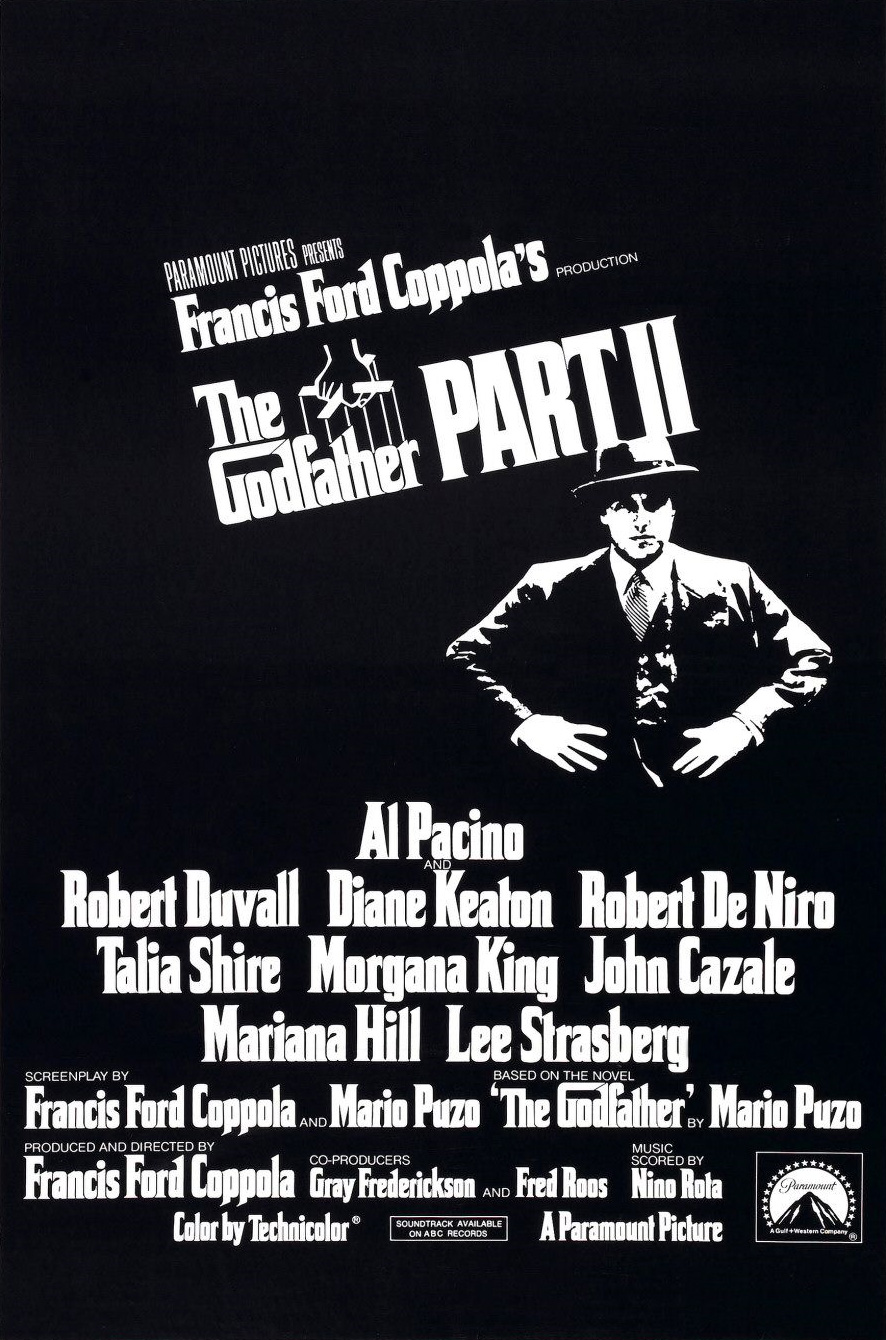 PARAMOUNT PICTURES PRESENTS
Francis Ford Coppola's PRODUCTION
The Godfather PART II
Al Pacino
AND
Robert Duvall Diane Keaton Robert De Niro
Talia Shire Morgana King John Cazale
Mariana Hill Lee Strasberg
SCREENPLAY BY
Francis Ford Coppola AND Mario Puzo
BASED ON THE NOVEL
'The Godfather' BY Mario Puzo
PRODUCED AND DIRECTED BY
Francis Ford Coppola
CO-PRODUCERS
Gray Frederickson AND Fred Roos
MUSIC
SCORED BY
Nino Rota
Color by Technicolor®
SOUNDTRACK AVAILABLE
ON ABC RECORDS
A Paramount Picture
Paramount
A Gulf+Western Company
®